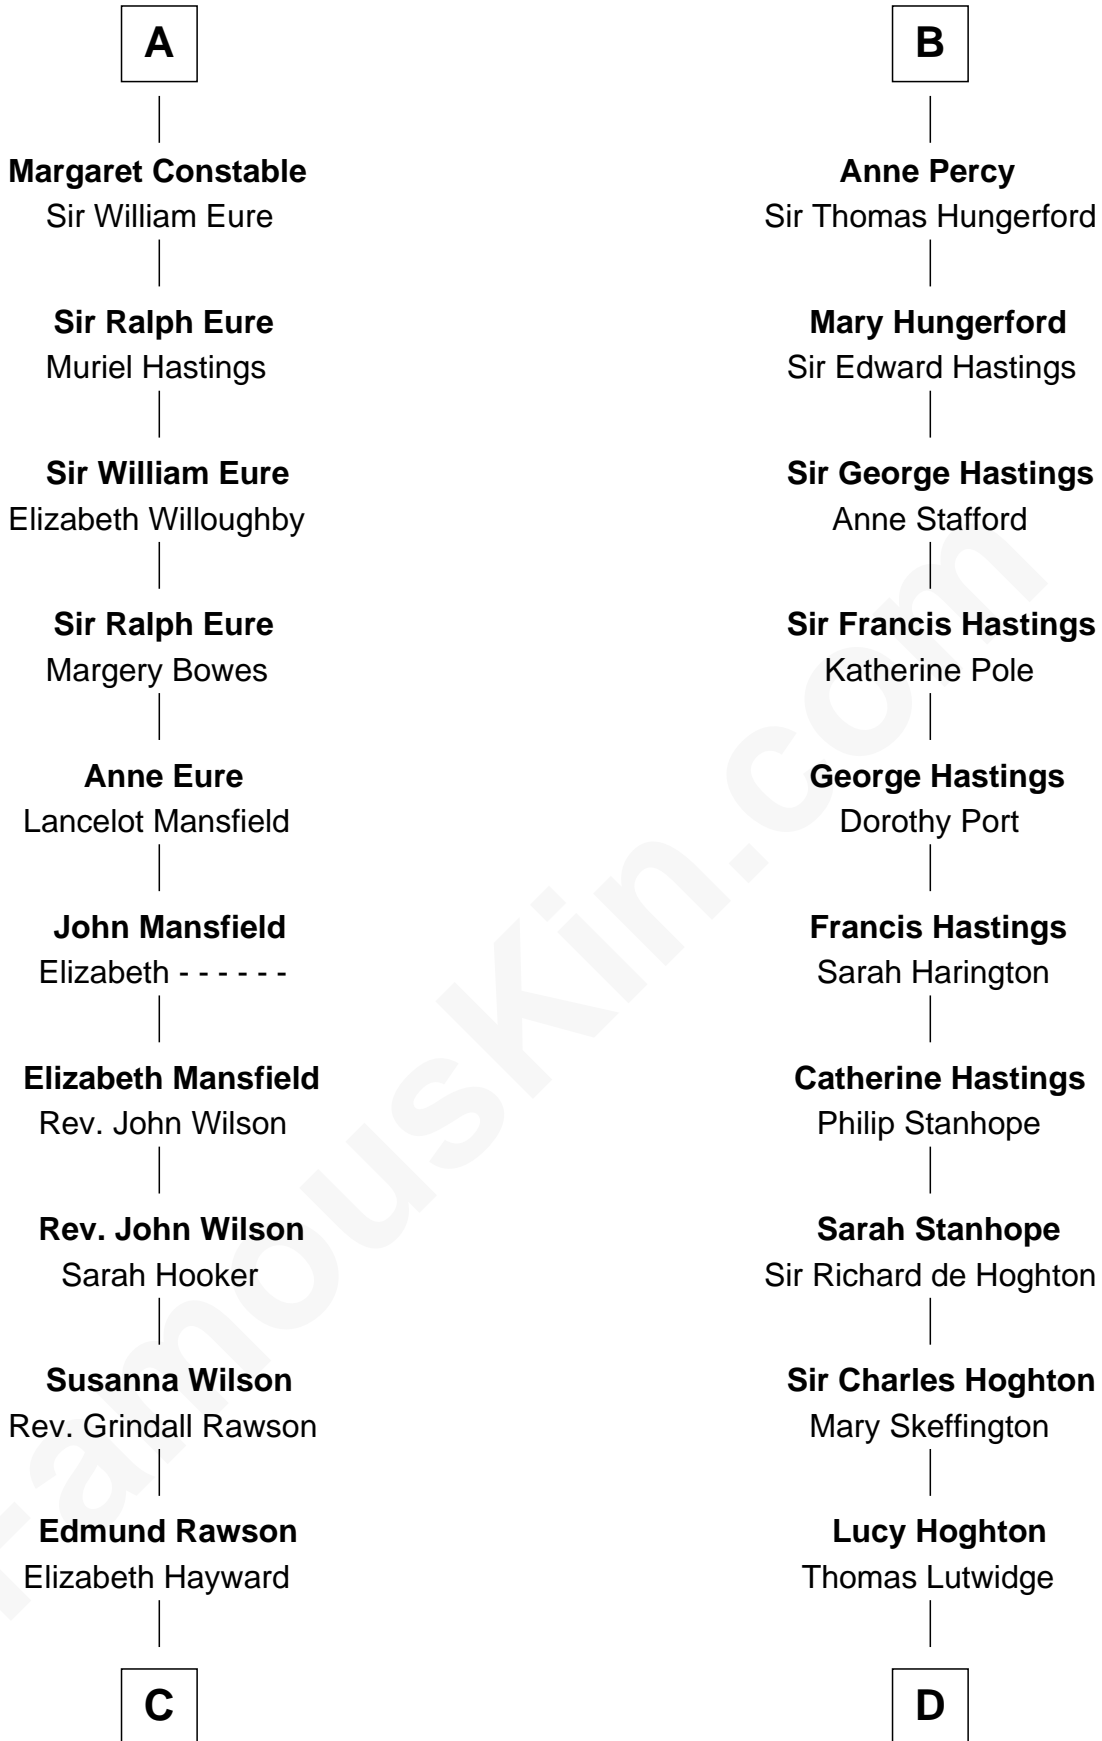 A
Margaret Constable
Sir William Eure
Sir Ralph Eure
Muriel Hastings
Sir William Eure
Elizabeth Willoughby
Sir Ralph Eure
Margery Bowes
Anne Eure
Lancelot Mansfield
John Mansfield
Elizabeth - - - - - -
Elizabeth Mansfield
Rev. John Wilson
Rev. John Wilson
Sarah Hooker
Susanna Wilson
Rev. Grindall Rawson
Edmund Rawson
Elizabeth Hayward
C
B
Anne Percy
Sir Thomas Hungerford
Mary Hungerford
Sir Edward Hastings
Sir George Hastings
Anne Stafford
Sir Francis Hastings
Katherine Pole
George Hastings
Dorothy Port
Francis Hastings
Sarah Harington
Catherine Hastings
Philip Stanhope
Sarah Stanhope
Sir Richard de Hoghton
Sir Charles Hoghton
Mary Skeffington
Lucy Hoghton
Thomas Lutwidge
D
FamousKin.com